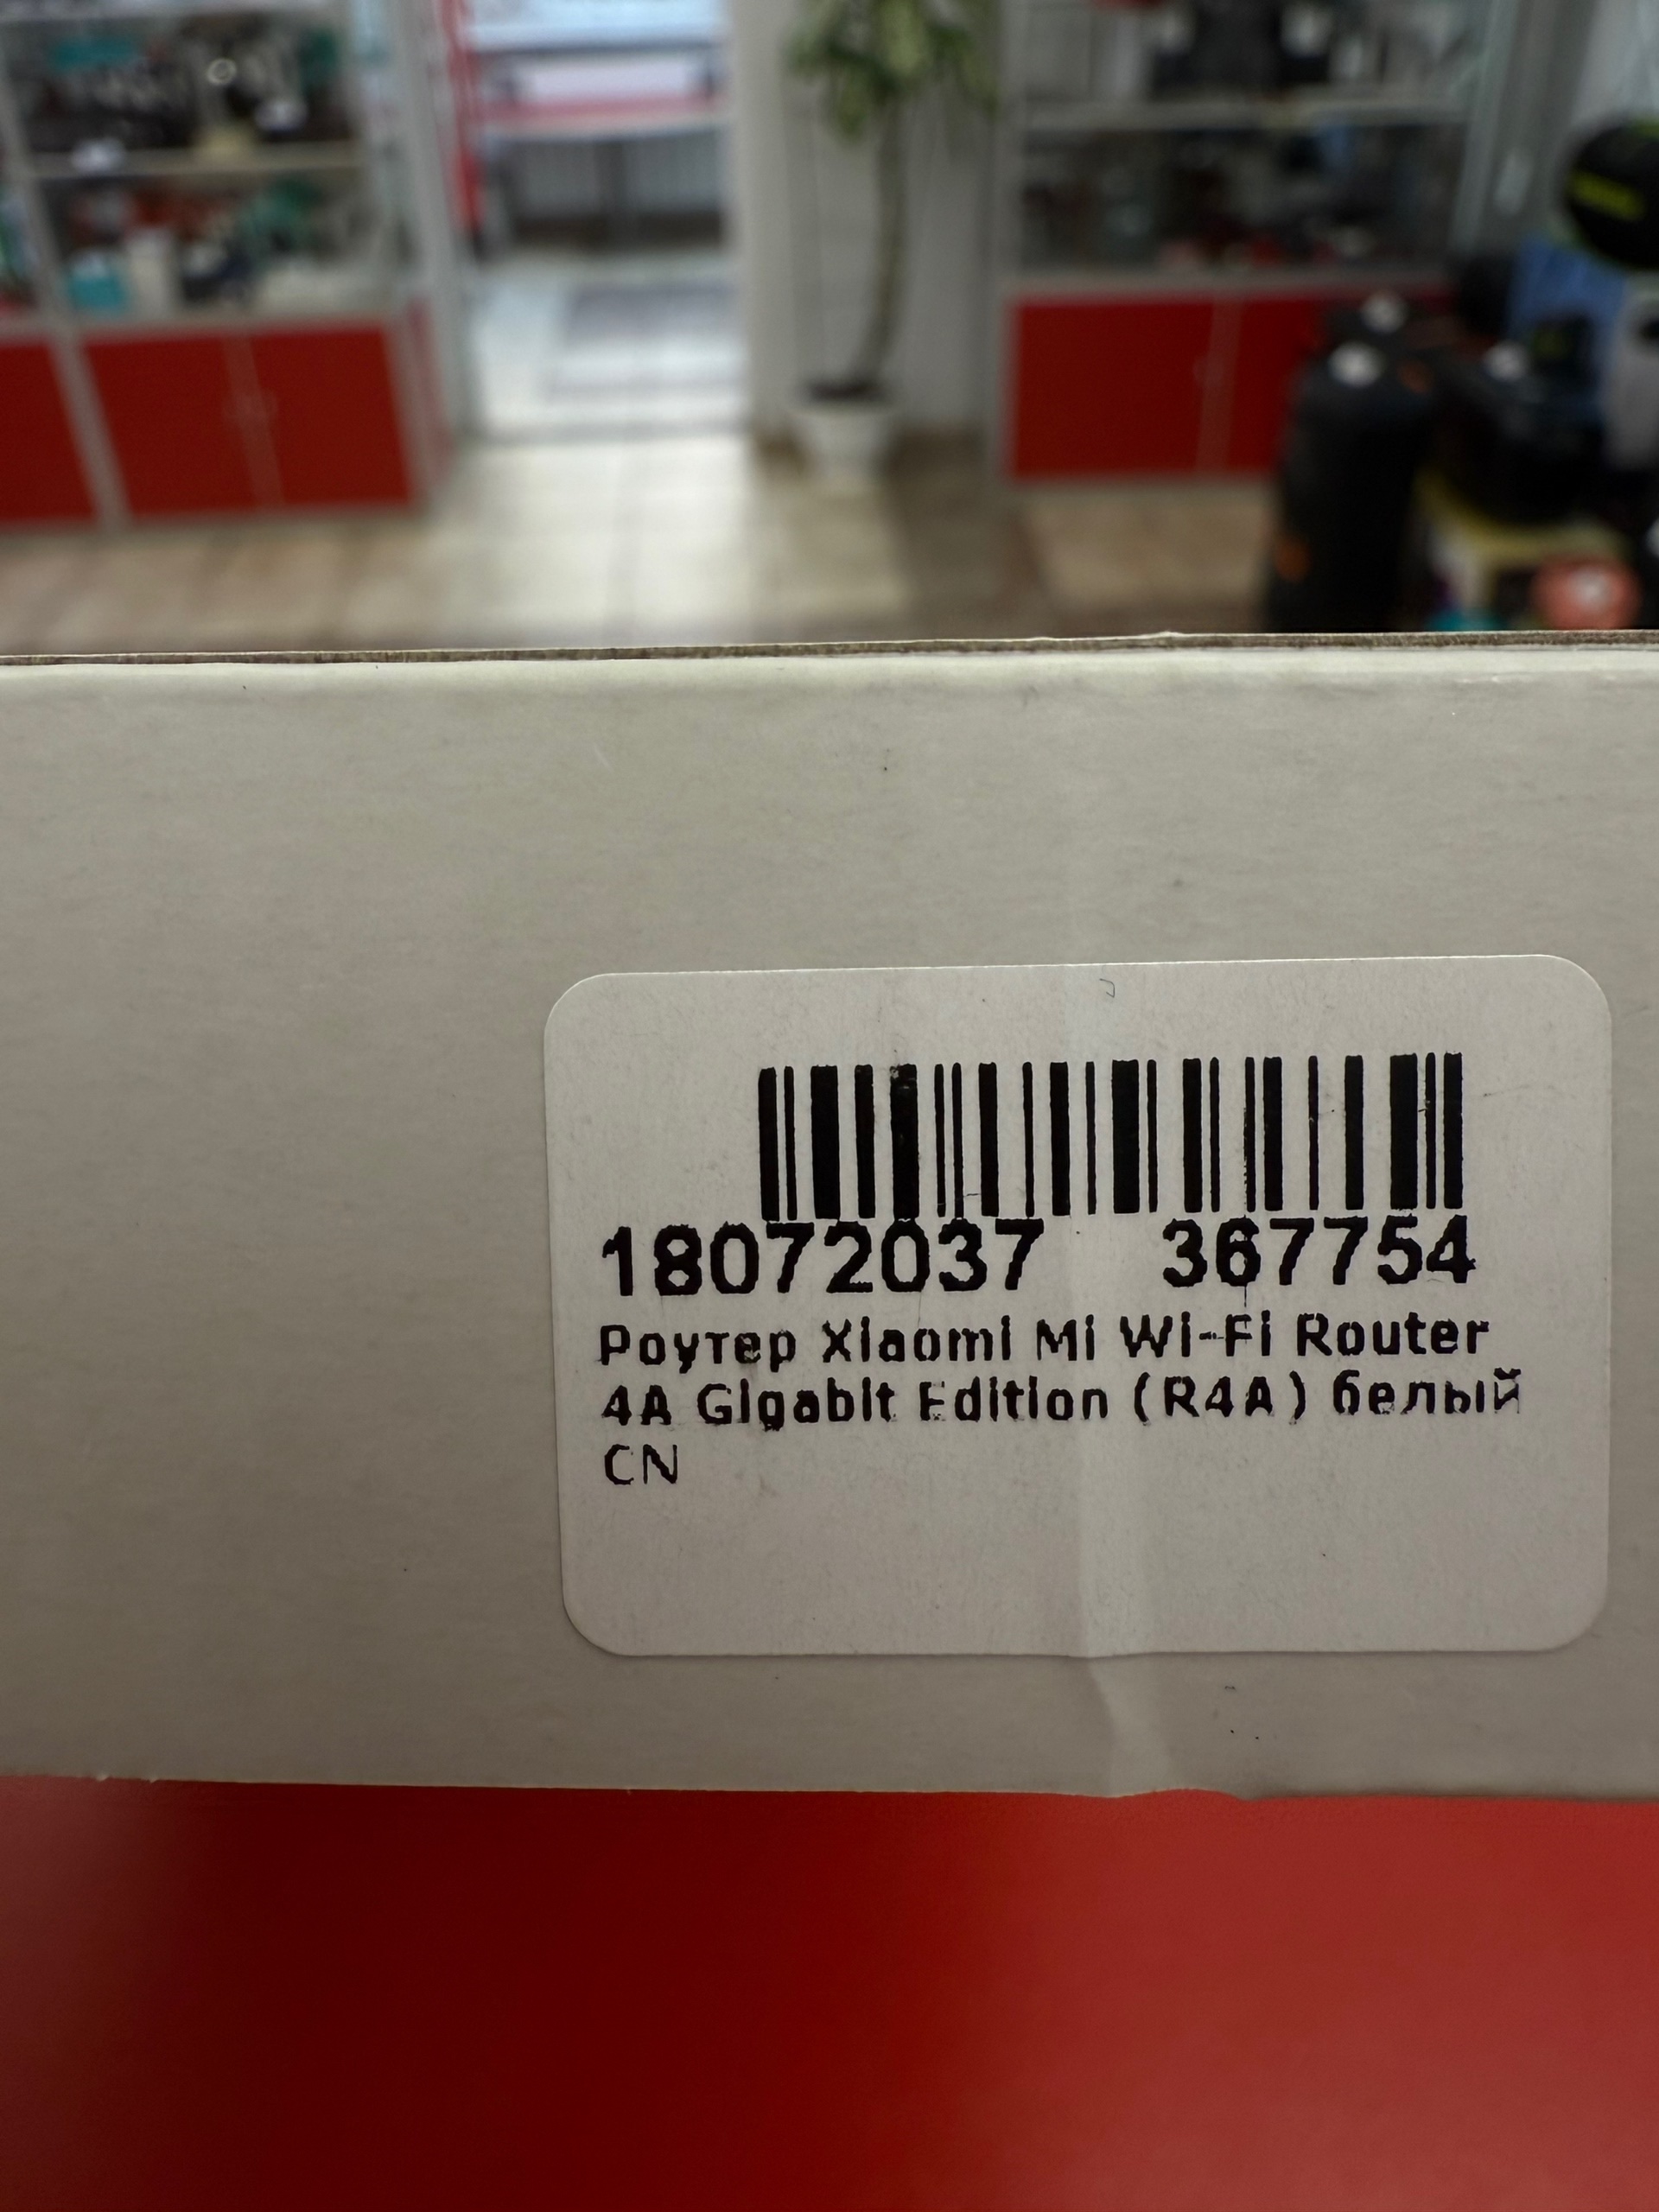 18072037 367754
Роутер Xiaomi Mi Wi-Fi Router
4A Gigabit Edition (R4A) белый
CN